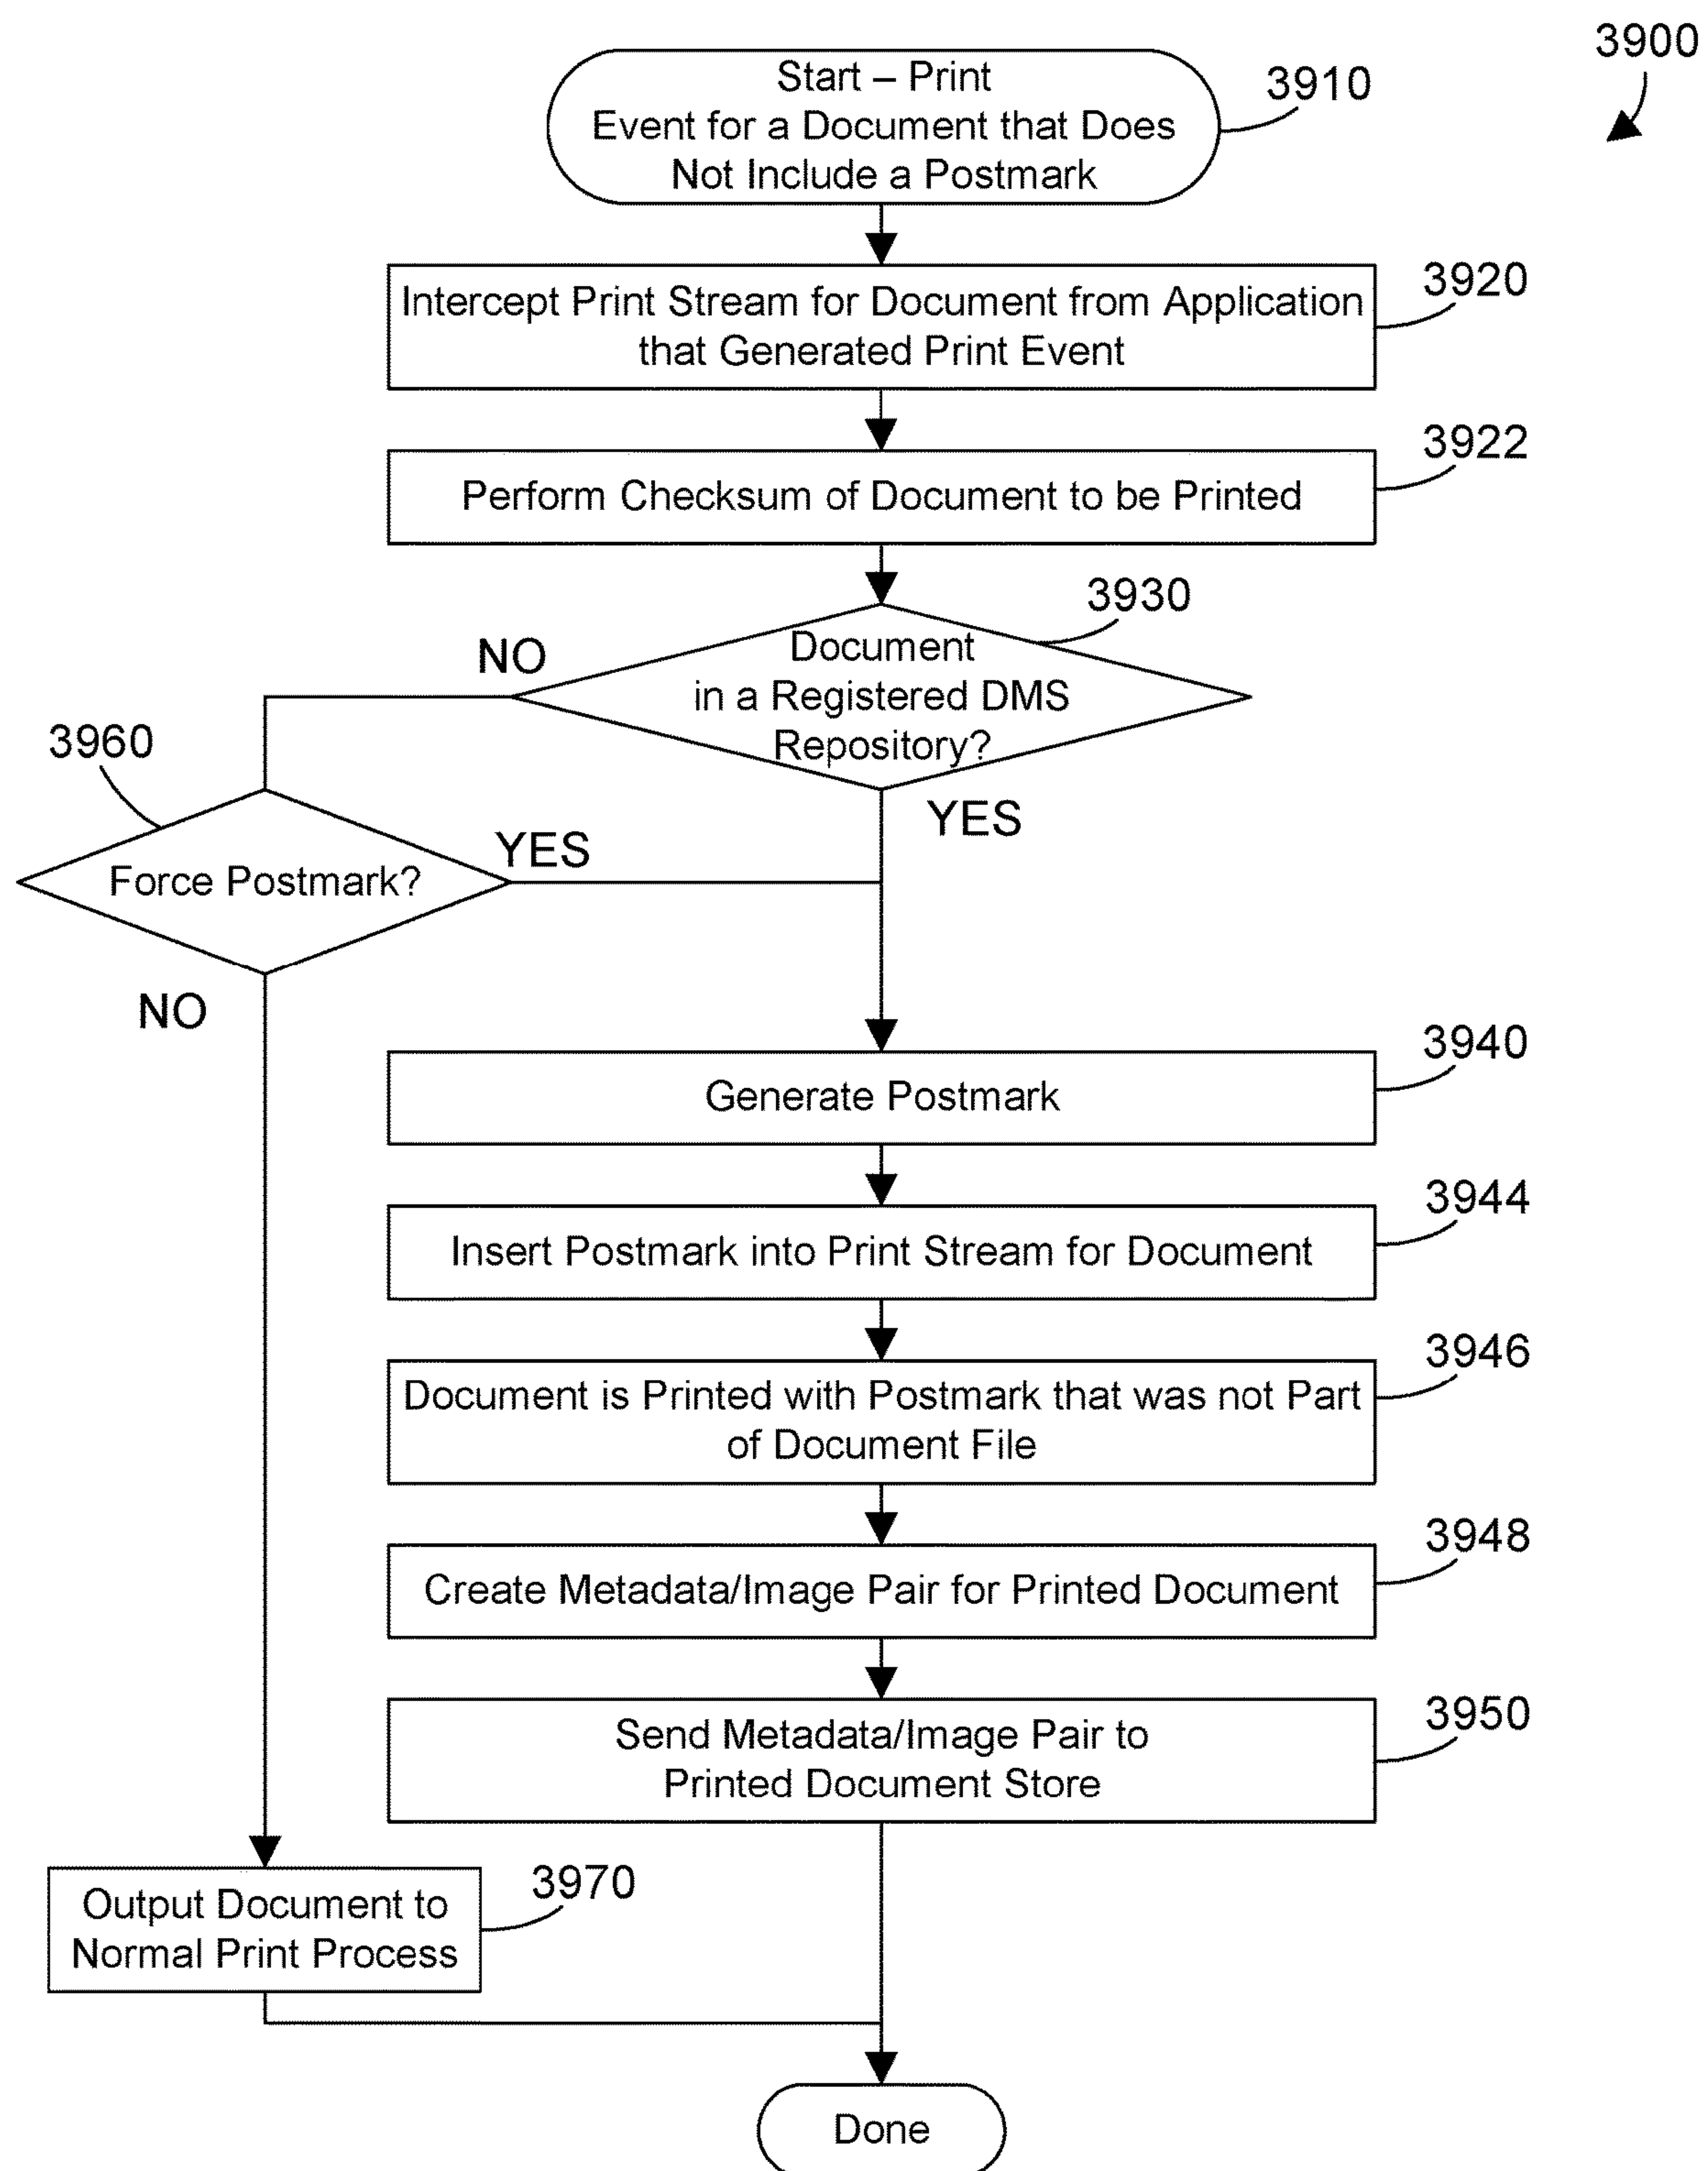 3900
Start – Print
Event for a Document that Does
Not Include a Postmark
3910
Intercept Print Stream for Document from Application
that Generated Print Event
3920
Perform Checksum of Document to be Printed
3922
3930
Document
in a Registered DMS
Repository?
NO
YES
3960
Force Postmark?
YES
NO
Generate Postmark
3940
Insert Postmark into Print Stream for Document
3944
Document is Printed with Postmark that was not Part
of Document File
3946
Create Metadata/Image Pair for Printed Document
3948
Send Metadata/Image Pair to
Printed Document Store
3950
Output Document to
Normal Print Process
3970
Done